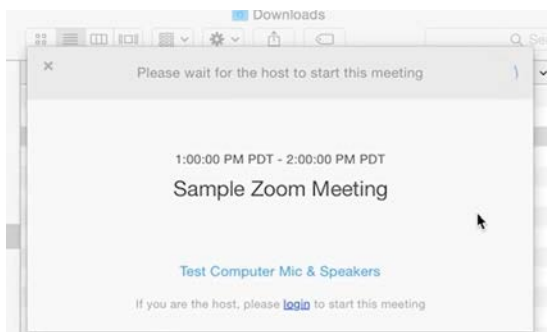 Downloads
Please wait for the host to start this meeting
1:00:00 PM PDT - 2:00:00 PM PDT
Sample Zoom Meeting
Test Computer Mic & Speakers
If you are the host, please login to start this meeting